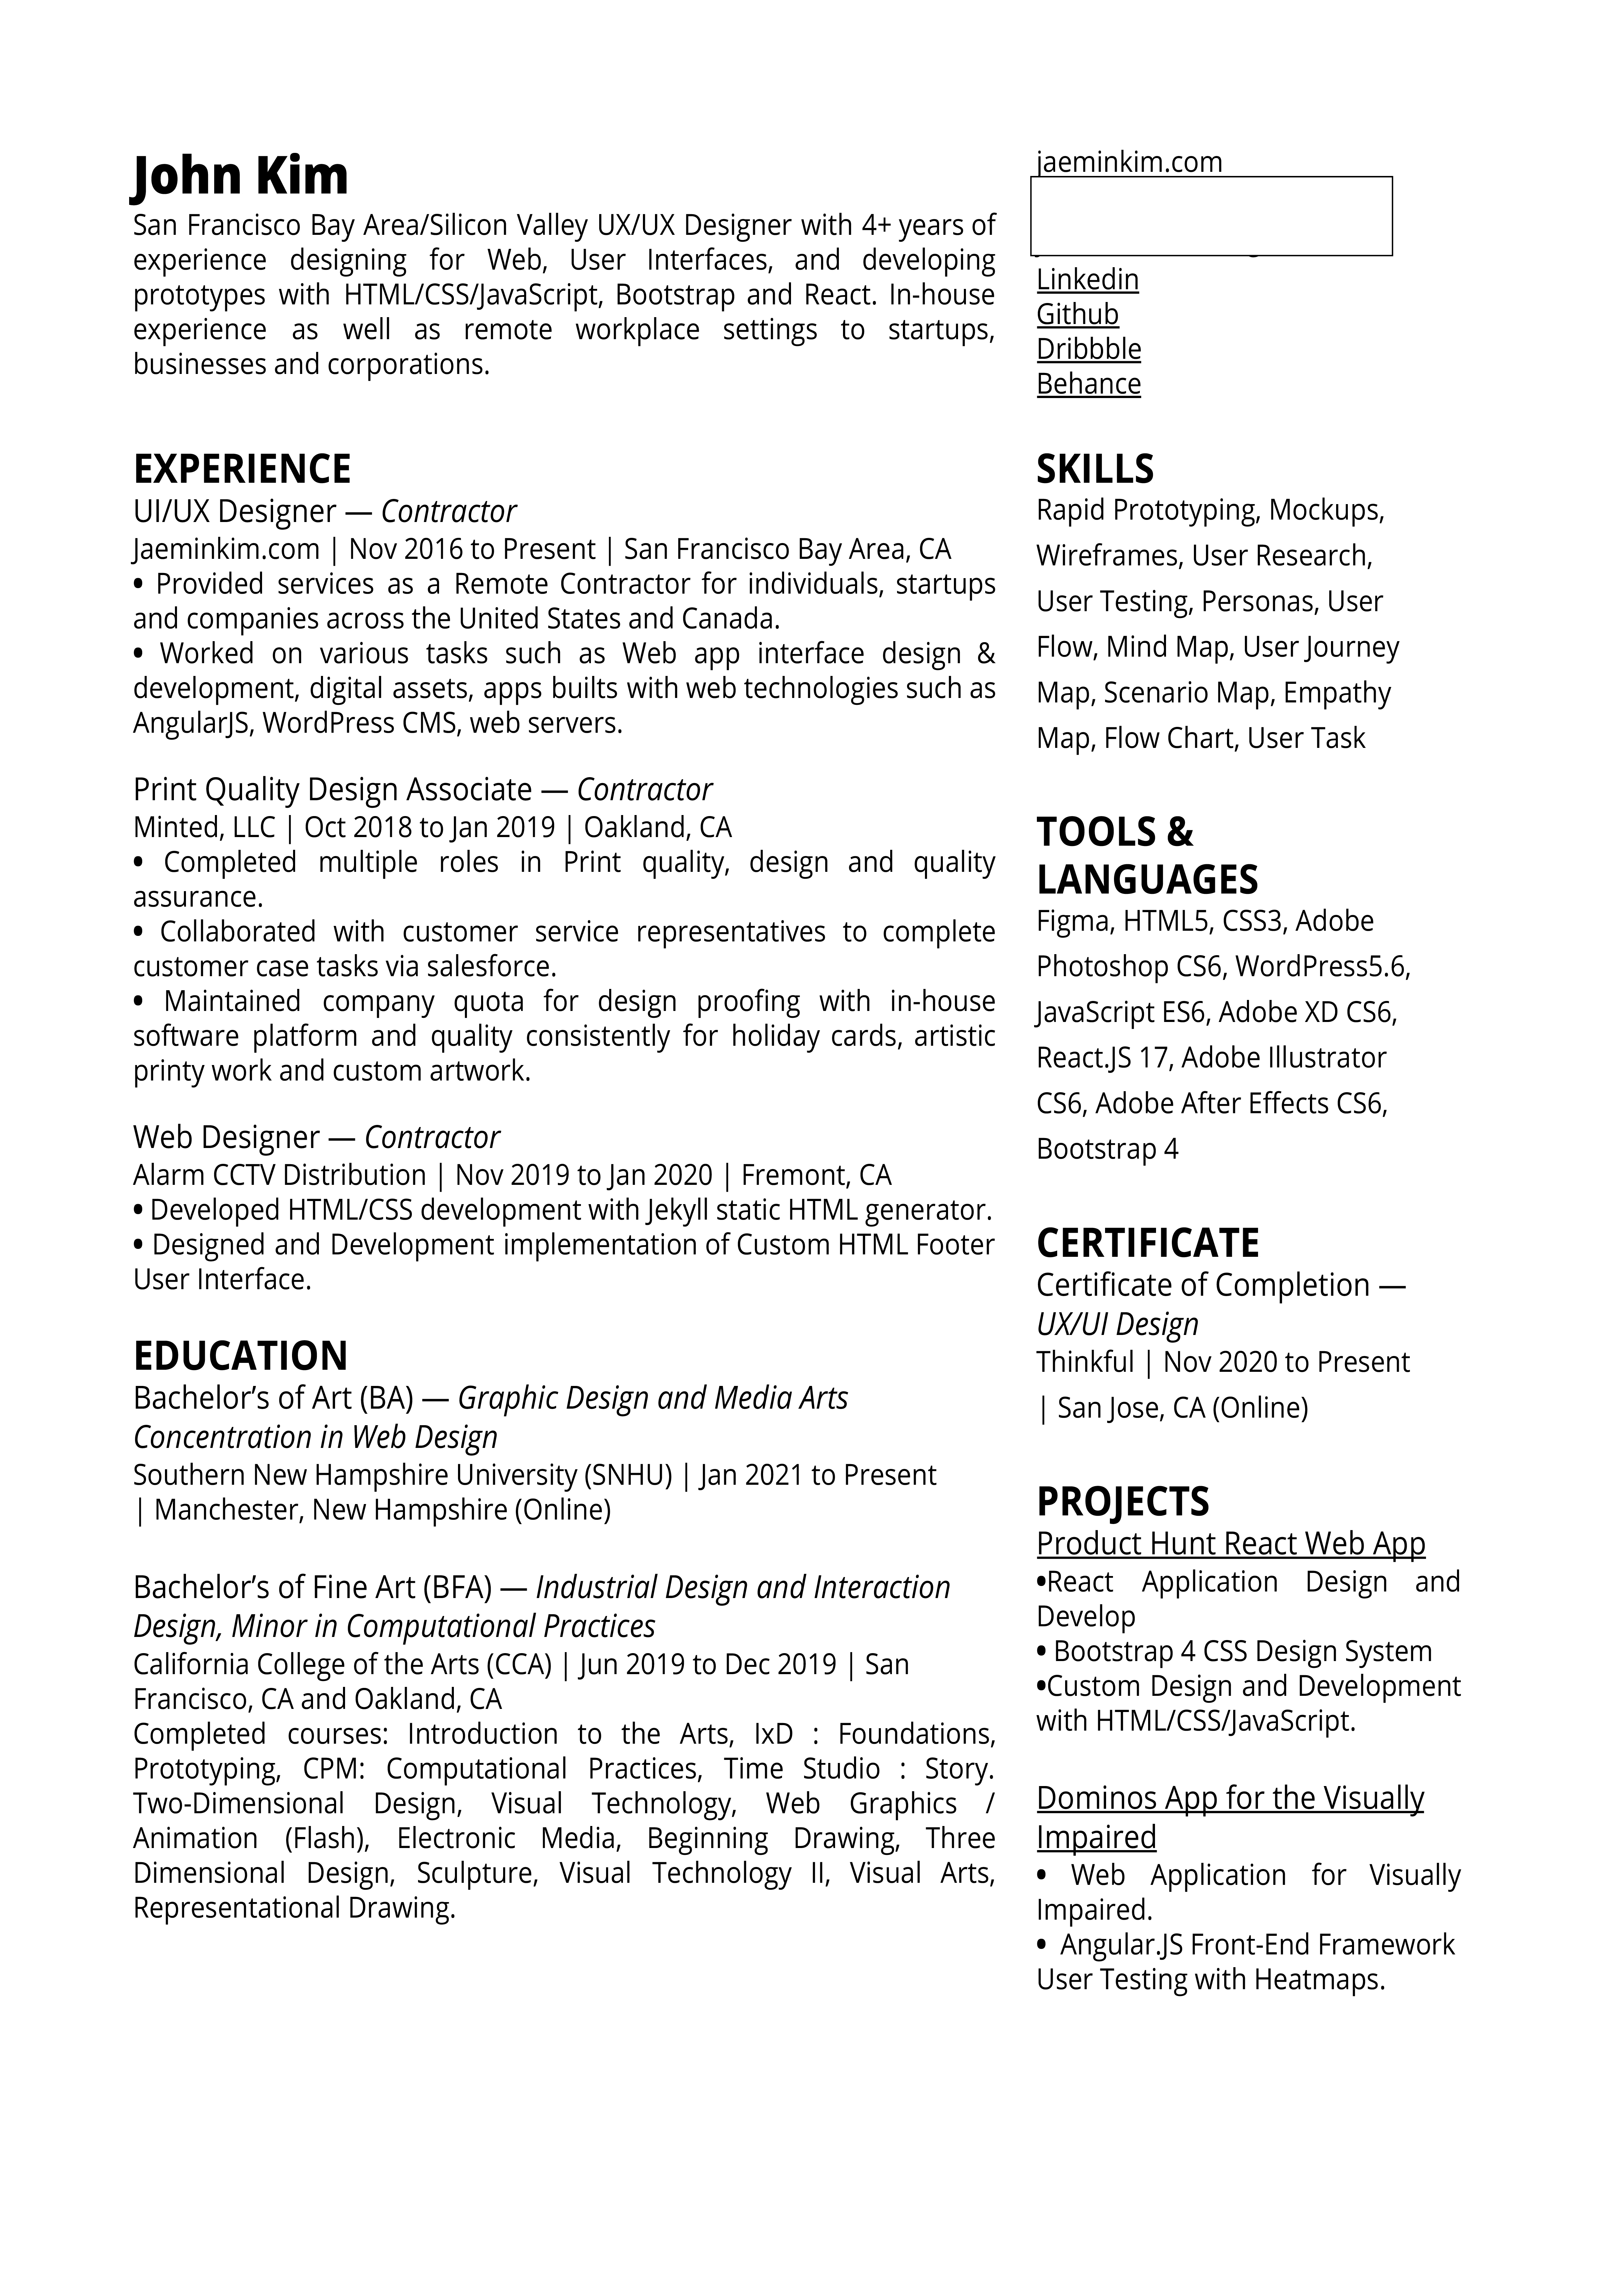 John Kim
San Francisco Bay Area/Silicon Valley UX/UX Designer with 4+ years of
experience designing for Web, User Interfaces, and developing
prototypes with HTML/CSS/JavaScript, Bootstrap and React. In-house
experience as well as remote workplace settings to startups,
businesses and corporations.
jaeminkim.com
Linkedin
Github
Dribbble
Behance
EXPERIENCE
UI/UX Designer — Contractor
Jaeminkim.com | Nov 2016 to Present | San Francisco Bay Area, CA
• Provided services as a Remote Contractor for individuals, startups
and companies across the United States and Canada.
• Worked on various tasks such as Web app interface design &
development, digital assets, apps builts with web technologies such as
AngularJS, WordPress CMS, web servers.
Print Quality Design Associate — Contractor
Minted, LLC | Oct 2018 to Jan 2019 | Oakland, CA
• Completed multiple roles in Print quality, design and quality
assurance.
• Collaborated with customer service representatives to complete
customer case tasks via salesforce.
• Maintained company quota for design proofing with in-house
software platform and quality consistently for holiday cards, artistic
printy work and custom artwork.
Web Designer — Contractor
Alarm CCTV Distribution | Nov 2019 to Jan 2020 | Fremont, CA
• Developed HTML/CSS development with Jekyll static HTML generator.
• Designed and Development implementation of Custom HTML Footer
User Interface.
EDUCATION
Bachelor’s of Art (BA) — Graphic Design and Media Arts
Concentration in Web Design
Southern New Hampshire University (SNHU) | Jan 2021 to Present
| Manchester, New Hampshire (Online)
Bachelor’s of Fine Art (BFA) — Industrial Design and Interaction
Design, Minor in Computational Practices
California College of the Arts (CCA) | Jun 2019 to Dec 2019 | San
Francisco, CA and Oakland, CA
Completed courses: Introduction to the Arts, IxD : Foundations,
Prototyping, CPM: Computational Practices, Time Studio : Story.
Two-Dimensional Design, Visual Technology, Web Graphics /
Animation (Flash), Electronic Media, Beginning Drawing, Three
Dimensional Design, Sculpture, Visual Technology II, Visual Arts,
Representational Drawing.
SKILLS
Rapid Prototyping, Mockups,
Wireframes, User Research,
User Testing, Personas, User
Flow, Mind Map, User Journey
Map, Scenario Map, Empathy
Map, Flow Chart, User Task
TOOLS &
LANGUAGES
Figma, HTML5, CSS3, Adobe
Photoshop CS6, WordPress5.6,
JavaScript ES6, Adobe XD CS6,
React.JS 17, Adobe Illustrator
CS6, Adobe After Effects CS6,
Bootstrap 4
CERTIFICATE
Certificate of Completion —
UX/UI Design
Thinkful | Nov 2020 to Present
| San Jose, CA (Online)
PROJECTS
Product Hunt React Web App
•React Application Design and
Develop
• Bootstrap 4 CSS Design System
•Custom Design and Development
with HTML/CSS/JavaScript.
Dominos App for the Visually
Impaired
• Web Application for Visually
Impaired.
• Angular.JS Front-End Framework
User Testing with Heatmaps.